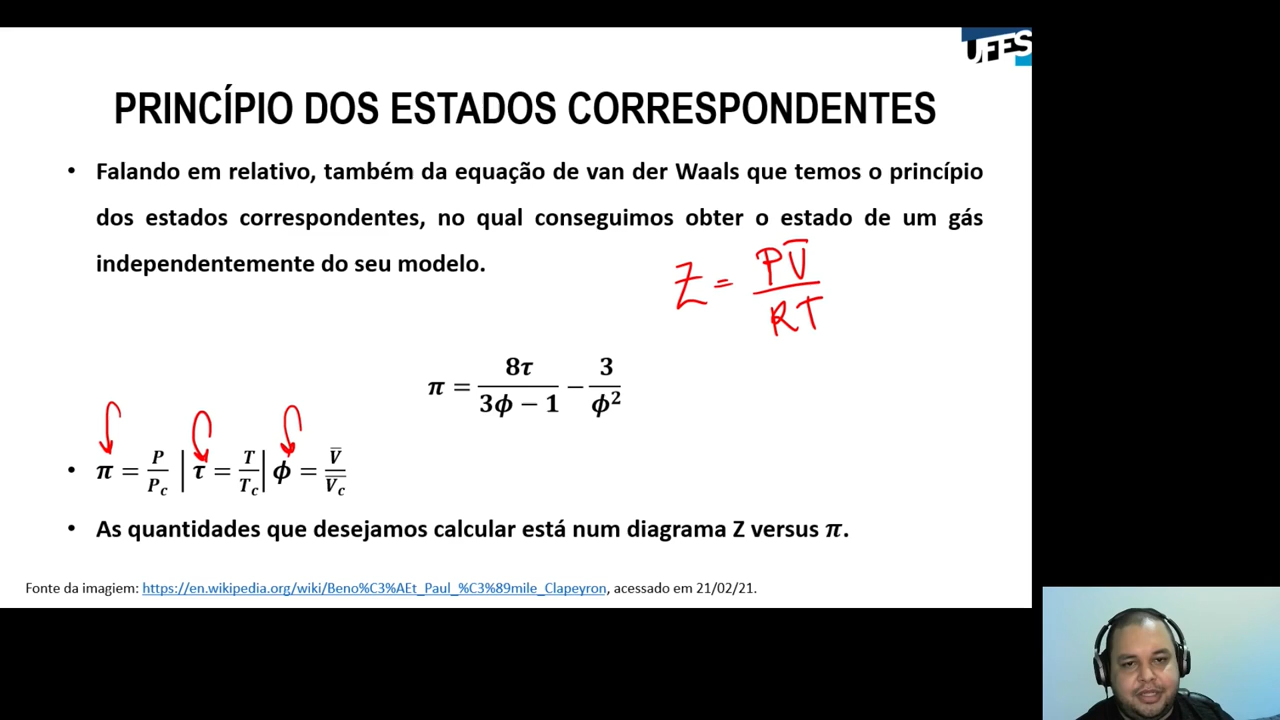 UFES
PRINCÍPIO DOS ESTADOS CORRESPONDENTES
• Falando em relativo, também da equação de van der Waals que temos o princípio
dos estados correspondentes, no qual conseguimos obter o estado de um gás
independentemente do seu modelo.
Z = PV̅ / RT
π = 8τ / (3ϕ − 1) − 3 / ϕ²
• π = P/P_c | τ = T/T_c | ϕ = V̅/V̅_c
• As quantidades que desejamos calcular está num diagrama Z versus π.
Fonte da imagiem: https://en.wikipedia.org/wiki/Beno%C3%AEt_Paul_%C3%89mile_Clapeyron, acessado em 21/02/21.